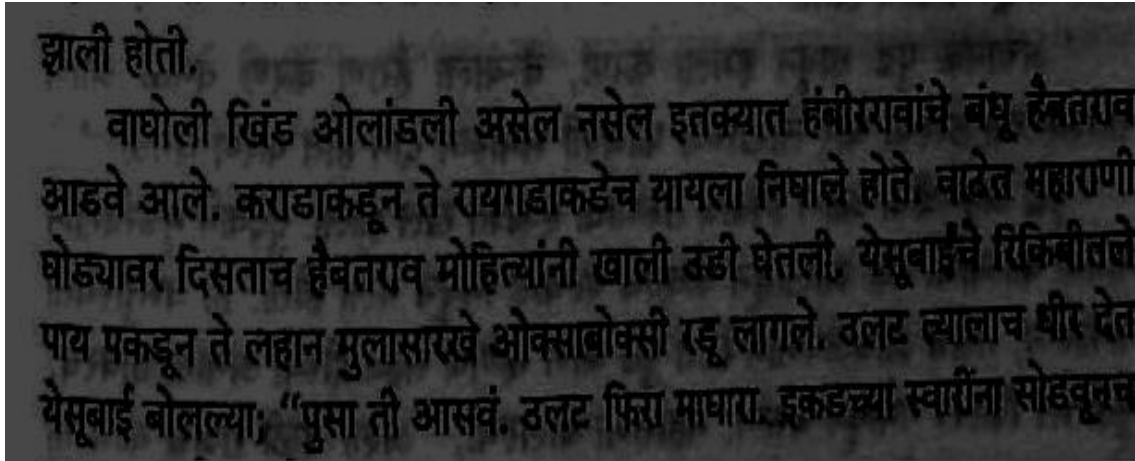 झाली होती.
वाघोली खिंड ओलांडली असेल नसेल इतक्यात हंबीररावांचे बंधू हैबतराव
आडवे आले. कराडाकडून ते रायगडाकडेच यायला निघाले होते. वाटेत महाराणी
घोड्यावर दिसताच हैबतराव मोहित्यांनी खाली उडी घेतली. येसूबाईंचे रिकिबीतले
पाय पकडून ते लहान मुलासारखे ओक्साबोक्सी रडू लागले. उलट त्यालाच धीर देत
येसूबाई बोलल्या; “पुसा ती आसवं. उलट फिरा माघारा. इकडच्या स्वारींना सोडवूनच